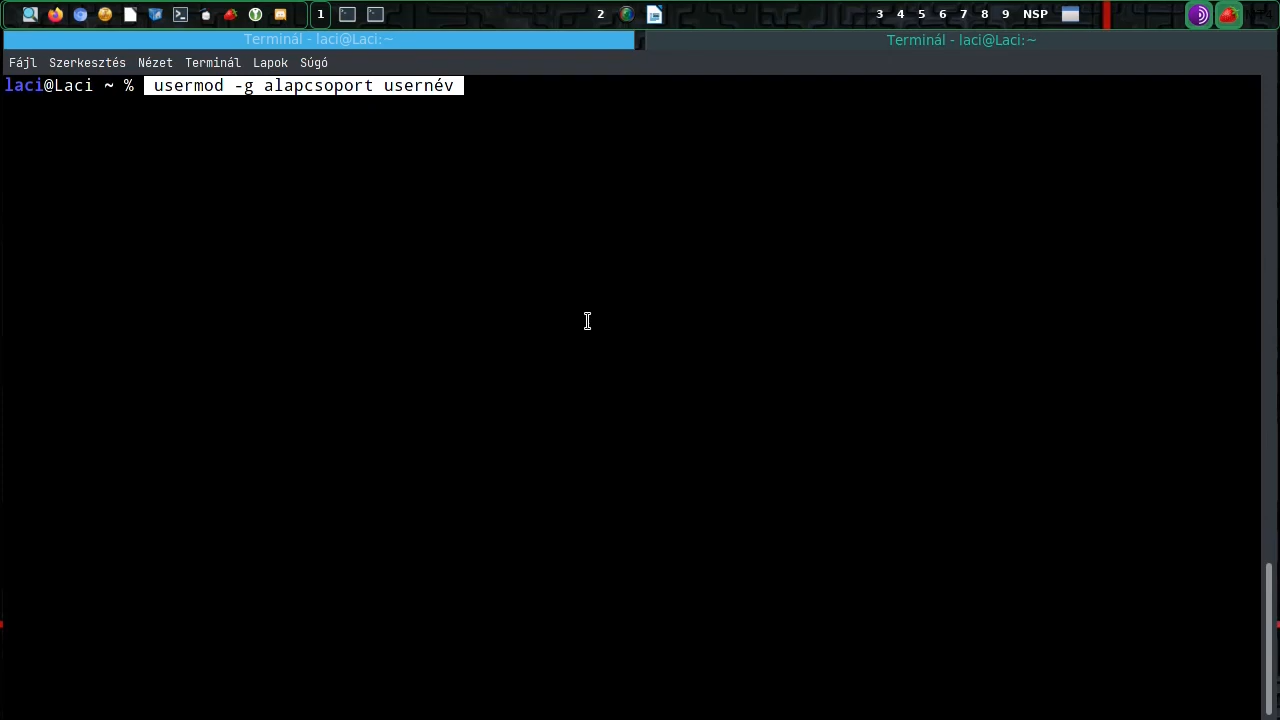 1 2 3 4 5 6 7 8 9 NSP
Terminál - laci@Laci:~ Terminál - laci@Laci:~
Fájl Szerkesztés Nézet Terminál Lapok Súgó
laci@Laci ~ % usermod -g alapcsoport usernév